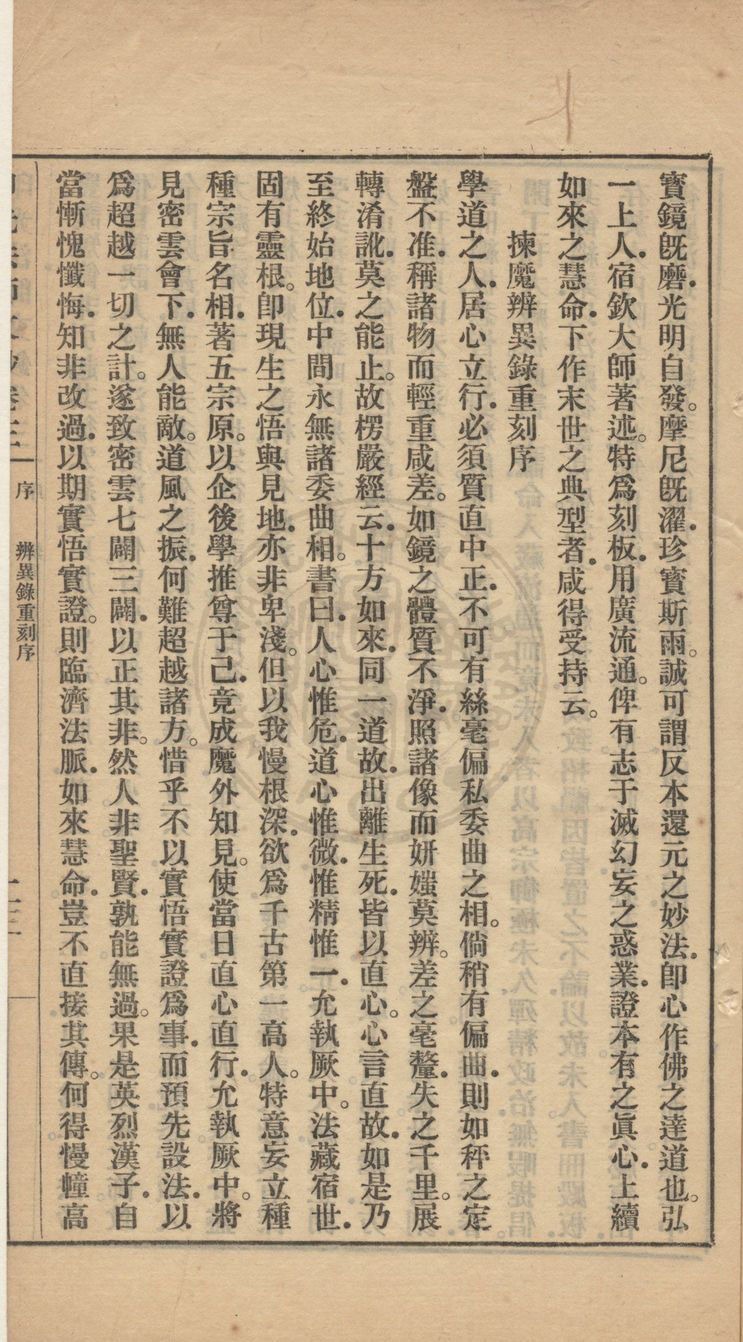 寶鏡旣磨.光明自發。摩尼旣濯.珍寶斯雨。誠可謂反本還元之妙法.卽心作佛之達道也。弘
一上人.宿欽大師著述。特爲刻板.用廣流通。俾有志于滅幻妄之惑業.證本有之眞心.上續
如來之慧命.下作末世之典型者.咸得受持云。
揀魔辨異錄重刻序
學道之人.居心立行.必須質直中正.不可有絲毫偏私委曲之相。倘稍有偏曲.則如秤之定
盤不准.稱諸物而輕重咸差。如鏡之體質不淨.照諸像而妍媸莫辨。差之毫釐.失之千里。展
轉淆訛.莫之能止。故楞嚴經云.十方如來.同一道故.出離生死.皆以直心。心言直故.如是乃
至終始地位.中間永無諸委曲相。書曰.人心惟危.道心惟微.惟精惟一.允執厥中。法藏宿世.
固有靈根。卽現生之悟與見地.亦非卑淺。但以我慢根深.欲爲千古第一高人。特意妄立種
種宗旨名相.著五宗原。以企後學推尊于己.竟成魔外知見。使當日直心直行.允執厥中。將
見密雲會下.無人能敵。道風之振.何難超越諸方。惜乎不以實悟實證爲事.而預先設法.以
爲超越一切之計。遂致密雲七闢三闢.以正其非。然人非聖賢.孰能無過。果是英烈漢子.自
當慚愧懺悔.知非改過.以期實悟實證。則臨濟法脈.如來慧命.豈不直接其傳。何得慢幢高
序 辨異錄重刻序